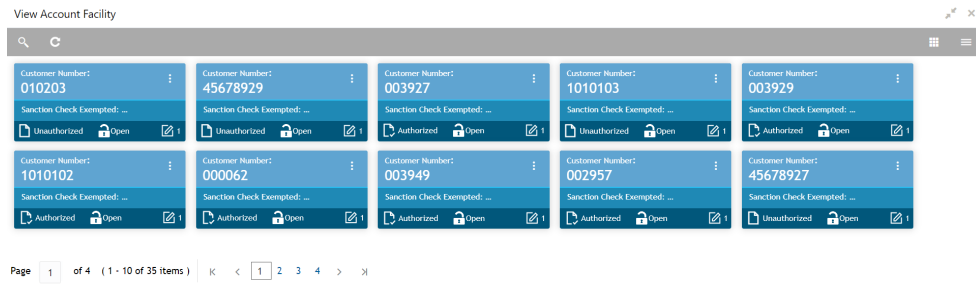 View Account Facility
Customer Number:
010203
Sanction Check Exempted: ...
Unauthorized Open 1
Customer Number:
45678929
Sanction Check Exempted: ...
Unauthorized Open 1
Customer Number:
003927
Sanction Check Exempted: ...
Authorized Open 1
Customer Number:
1010103
Sanction Check Exempted: ...
Unauthorized Open 1
Customer Number:
003929
Sanction Check Exempted: ...
Authorized Open 1
Customer Number:
1010102
Sanction Check Exempted: ...
Authorized Open 1
Customer Number:
000062
Sanction Check Exempted: ...
Authorized Open 1
Customer Number:
003949
Sanction Check Exempted: ...
Authorized Open 1
Customer Number:
002957
Sanction Check Exempted: ...
Authorized Open 1
Customer Number:
45678927
Sanction Check Exempted: ...
Unauthorized Open 1
Page 1 of 4 ( 1 - 10 of 35 items ) 1 2 3 4